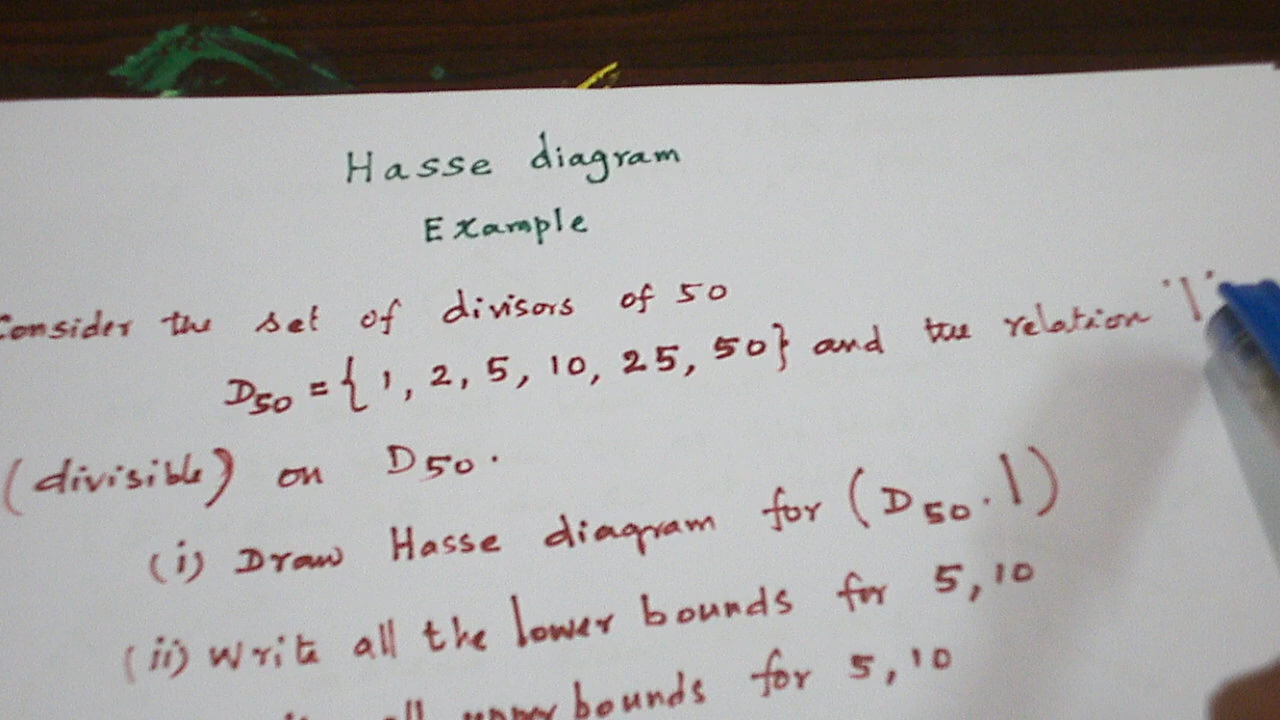 Hasse diagram
Example
Consider the set of divisors of 50
D50 = { 1, 2, 5, 10, 25, 50} and the relation '|'
(divisible) on D50.
(i) Draw Hasse diagram for (D50.|)
(ii) Write all the lower bounds for 5, 10
all upper bounds for 5, 10